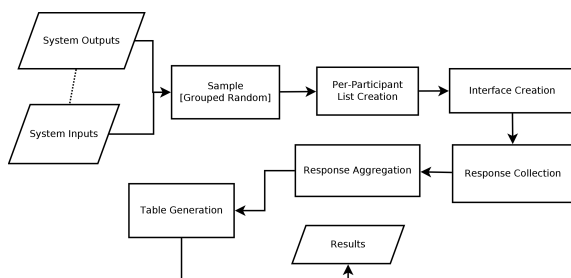 System Outputs
System Inputs
Sample
[Grouped Random]
Per-Participant
List Creation
Interface Creation
Response Collection
Response Aggregation
Table Generation
Results